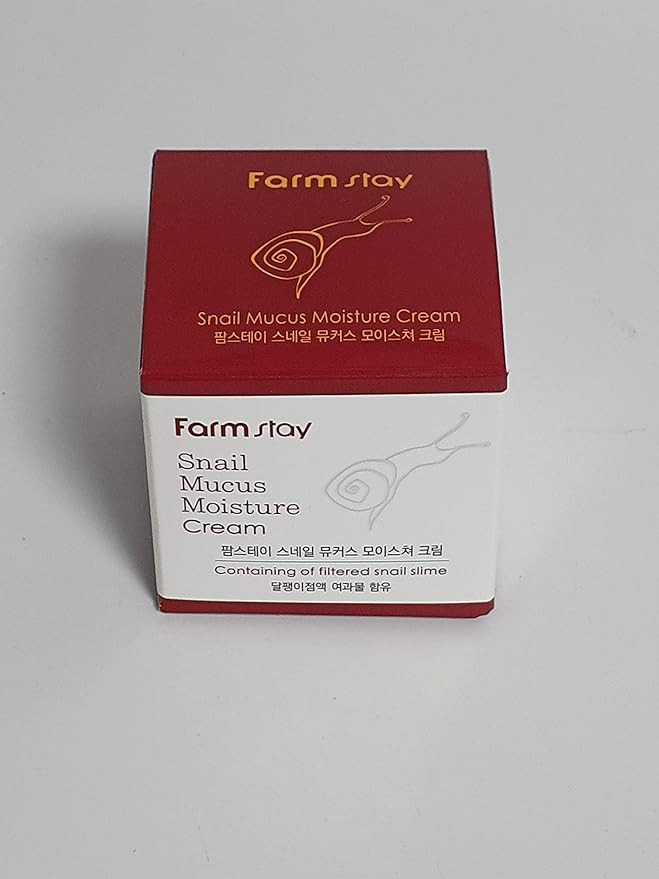 Farm stay
Snail Mucus Moisture Cream
팜스테이 스네일 뮤커스 모이스쳐 크림
Farm stay
Snail
Mucus
Moisture
Cream
팜스테이 스네일 뮤커스 모이스쳐 크림
Containing of filtered snail slime
달팽이점액 여과물 함유